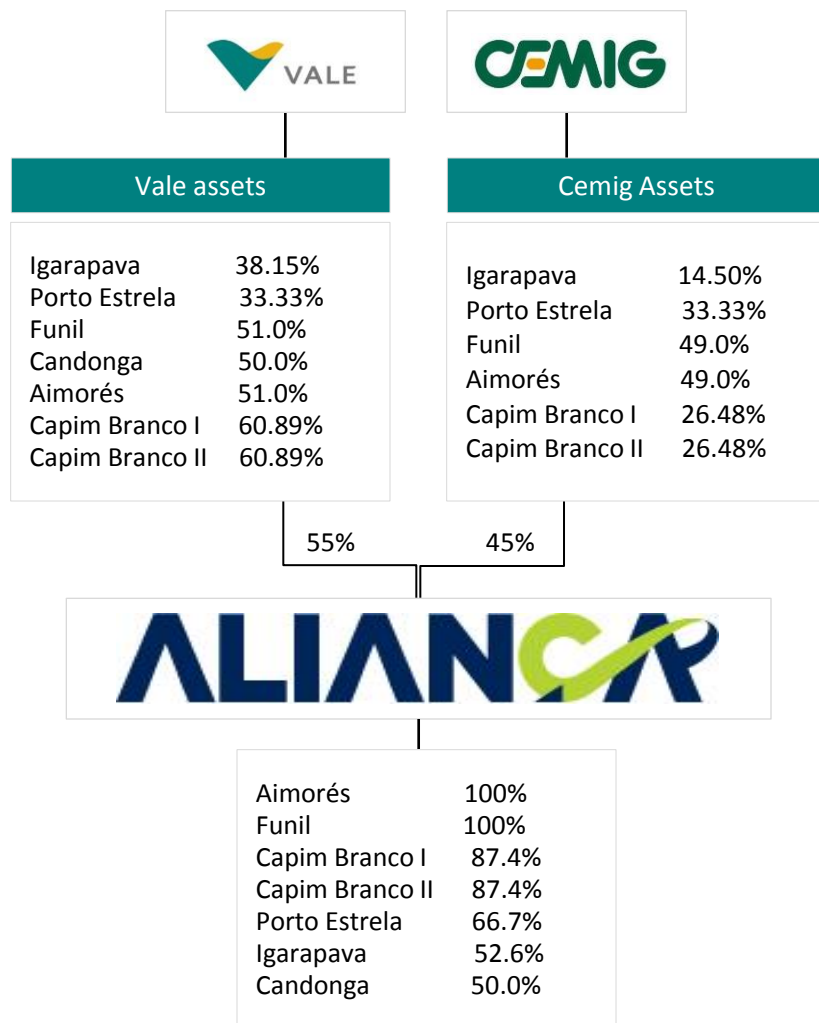 VALE
CEMIG
Vale assets
Igarapava 38.15%
Porto Estrela 33.33%
Funil 51.0%
Candonga 50.0%
Aimorés 51.0%
Capim Branco I 60.89%
Capim Branco II 60.89%
Cemig Assets
Igarapava 14.50%
Porto Estrela 33.33%
Funil 49.0%
Aimorés 49.0%
Capim Branco I 26.48%
Capim Branco II 26.48%
55%
45%
ALIANÇA
Aimorés 100%
Funil 100%
Capim Branco I 87.4%
Capim Branco II 87.4%
Porto Estrela 66.7%
Igarapava 52.6%
Candonga 50.0%